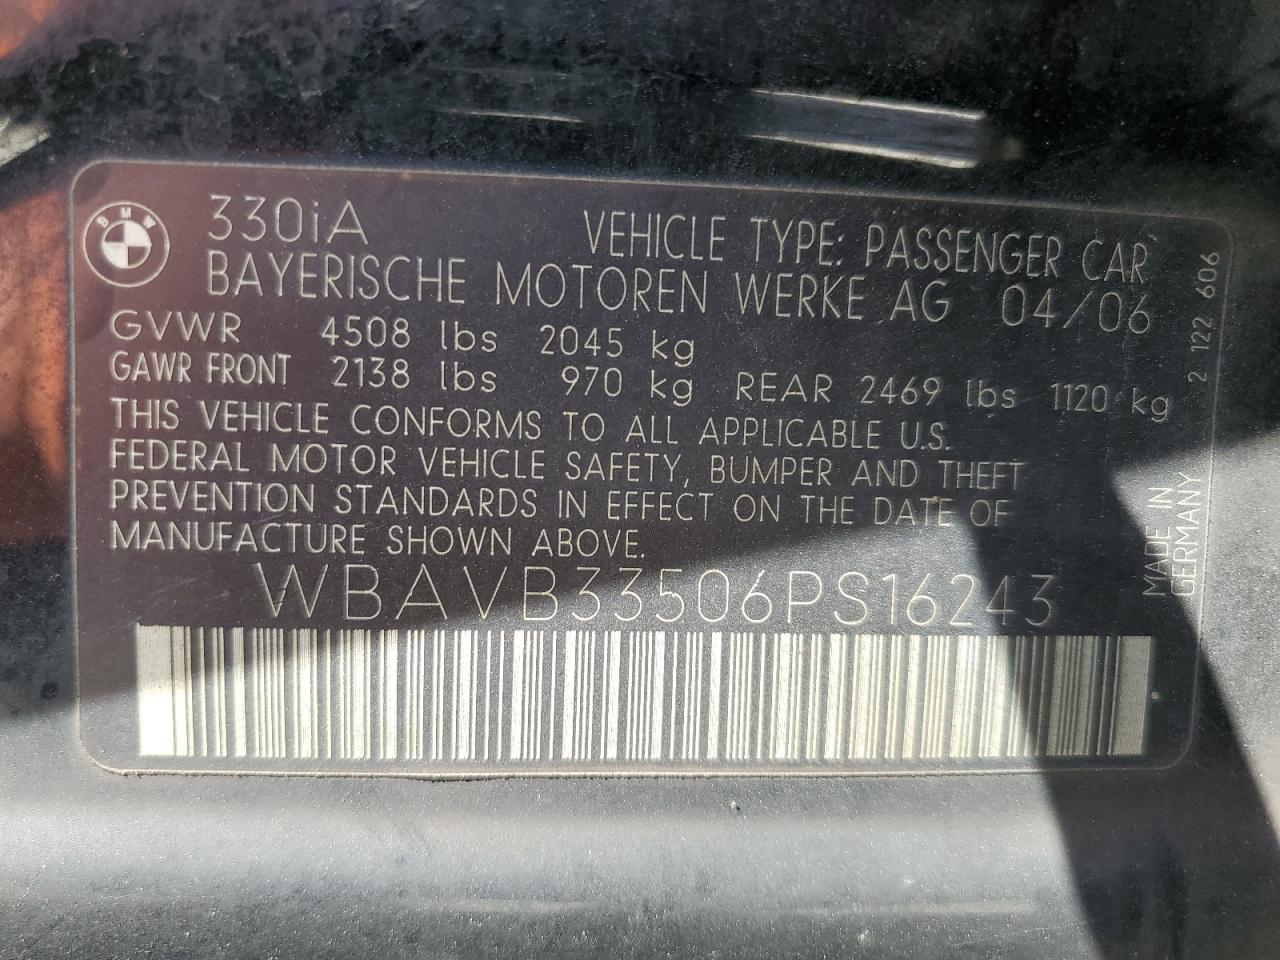 BMW
330iA VEHICLE TYPE: PASSENGER CAR
BAYERISCHE MOTOREN WERKE AG 04/06
GVWR 4508 lbs 2045 kg
GAWR FRONT 2138 lbs 970 kg REAR 2469 lbs 1120 kg
THIS VEHICLE CONFORMS TO ALL APPLICABLE U.S.
FEDERAL MOTOR VEHICLE SAFETY, BUMPER AND THEFT
PREVENTION STANDARDS IN EFFECT ON THE DATE OF
MANUFACTURE SHOWN ABOVE.
WBAVB33506PS16243
2 122 606
MADE IN
GERMANY